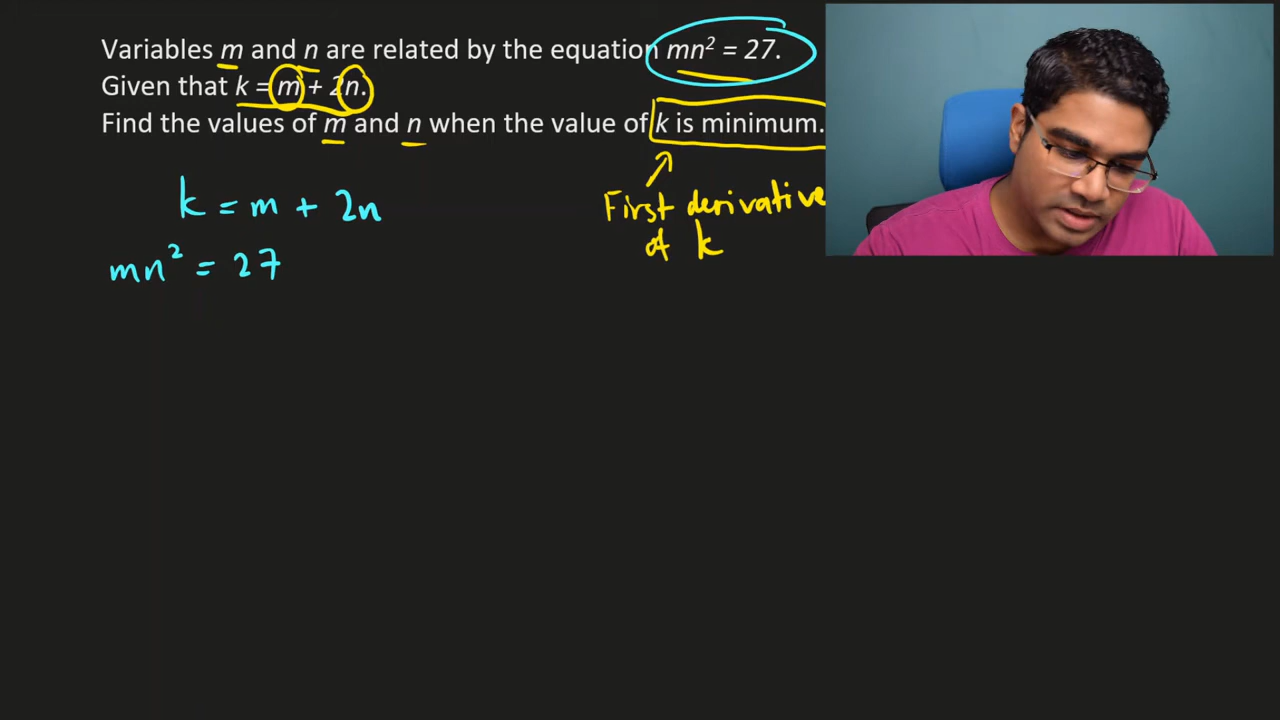 Variables m and n are related by the equation mn² = 27.
Given that k = m + 2n.
Find the values of m and n when the value of k is minimum.
k = m + 2n
mn² = 27
First derivative
of k